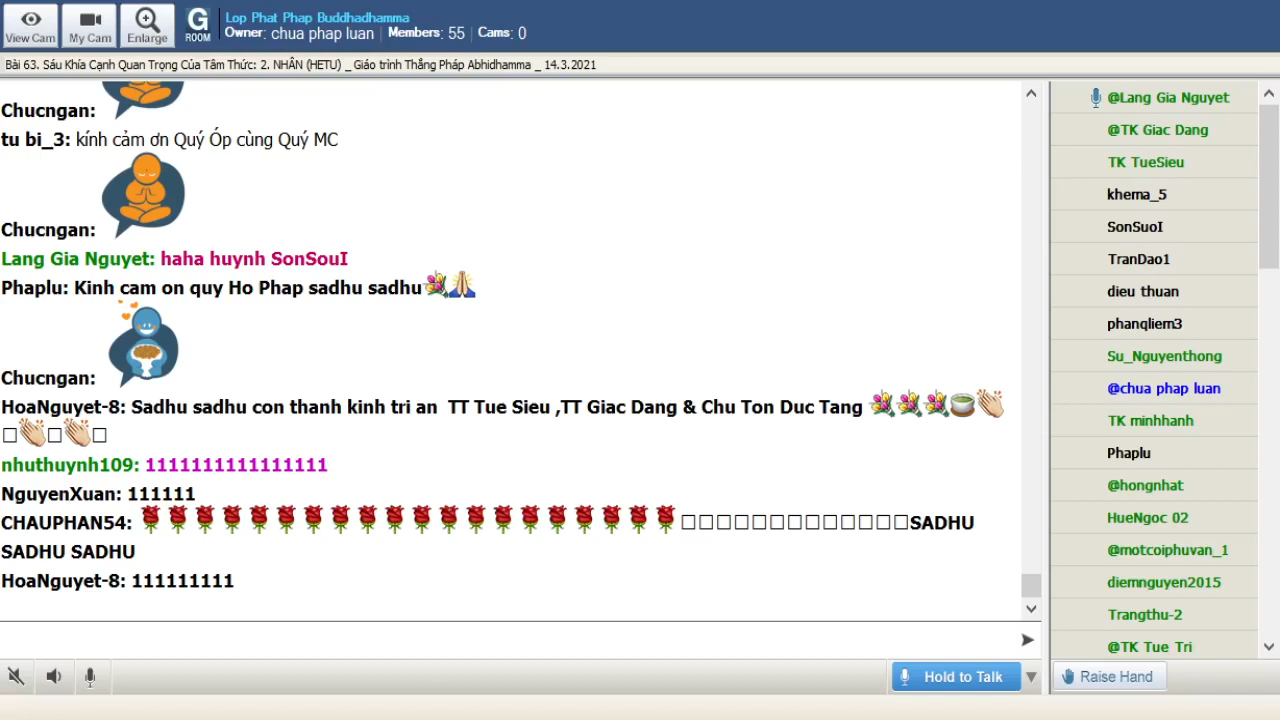 View Cam
My Cam
Enlarge
G
ROOM
Lop Phat Phap Buddhadhamma
Owner: chua phap luan | Members: 55 | Cams: 0
Bài 63. Sáu Khía Cạnh Quan Trọng Của Tâm Thức: 2. NHÂN (HETU) _ Giáo trình Thắng Pháp Abhidhamma _ 14.3.2021
Chucngan:
tu bi_3: kính cảm ơn Quý Óp cùng Quý MC
Chucngan:
Lang Gia Nguyet: haha huynh SonSouI
Phaplu: Kinh cam on quy Ho Phap sadhu sadhu
Chucngan:
HoaNguyet-8: Sadhu sadhu con thanh kinh tri an TT Tue Sieu ,TT Giac Dang & Chu Ton Duc Tang
nhuthuynh109: 1111111111111111
NguyenXuan: 111111
CHAUPHAN54: SADHU
SADHU SADHU
HoaNguyet-8: 111111111
Hold to Talk
@Lang Gia Nguyet
@TK Giac Dang
TK TueSieu
khema_5
SonSuoI
TranDao1
dieu thuan
phanqliem3
Su_Nguyenthong
@chua phap luan
TK minhhanh
Phaplu
@hongnhat
HueNgoc 02
@motcoiphuvan_1
diemnguyen2015
Trangthu-2
@TK Tue Tri
Raise Hand